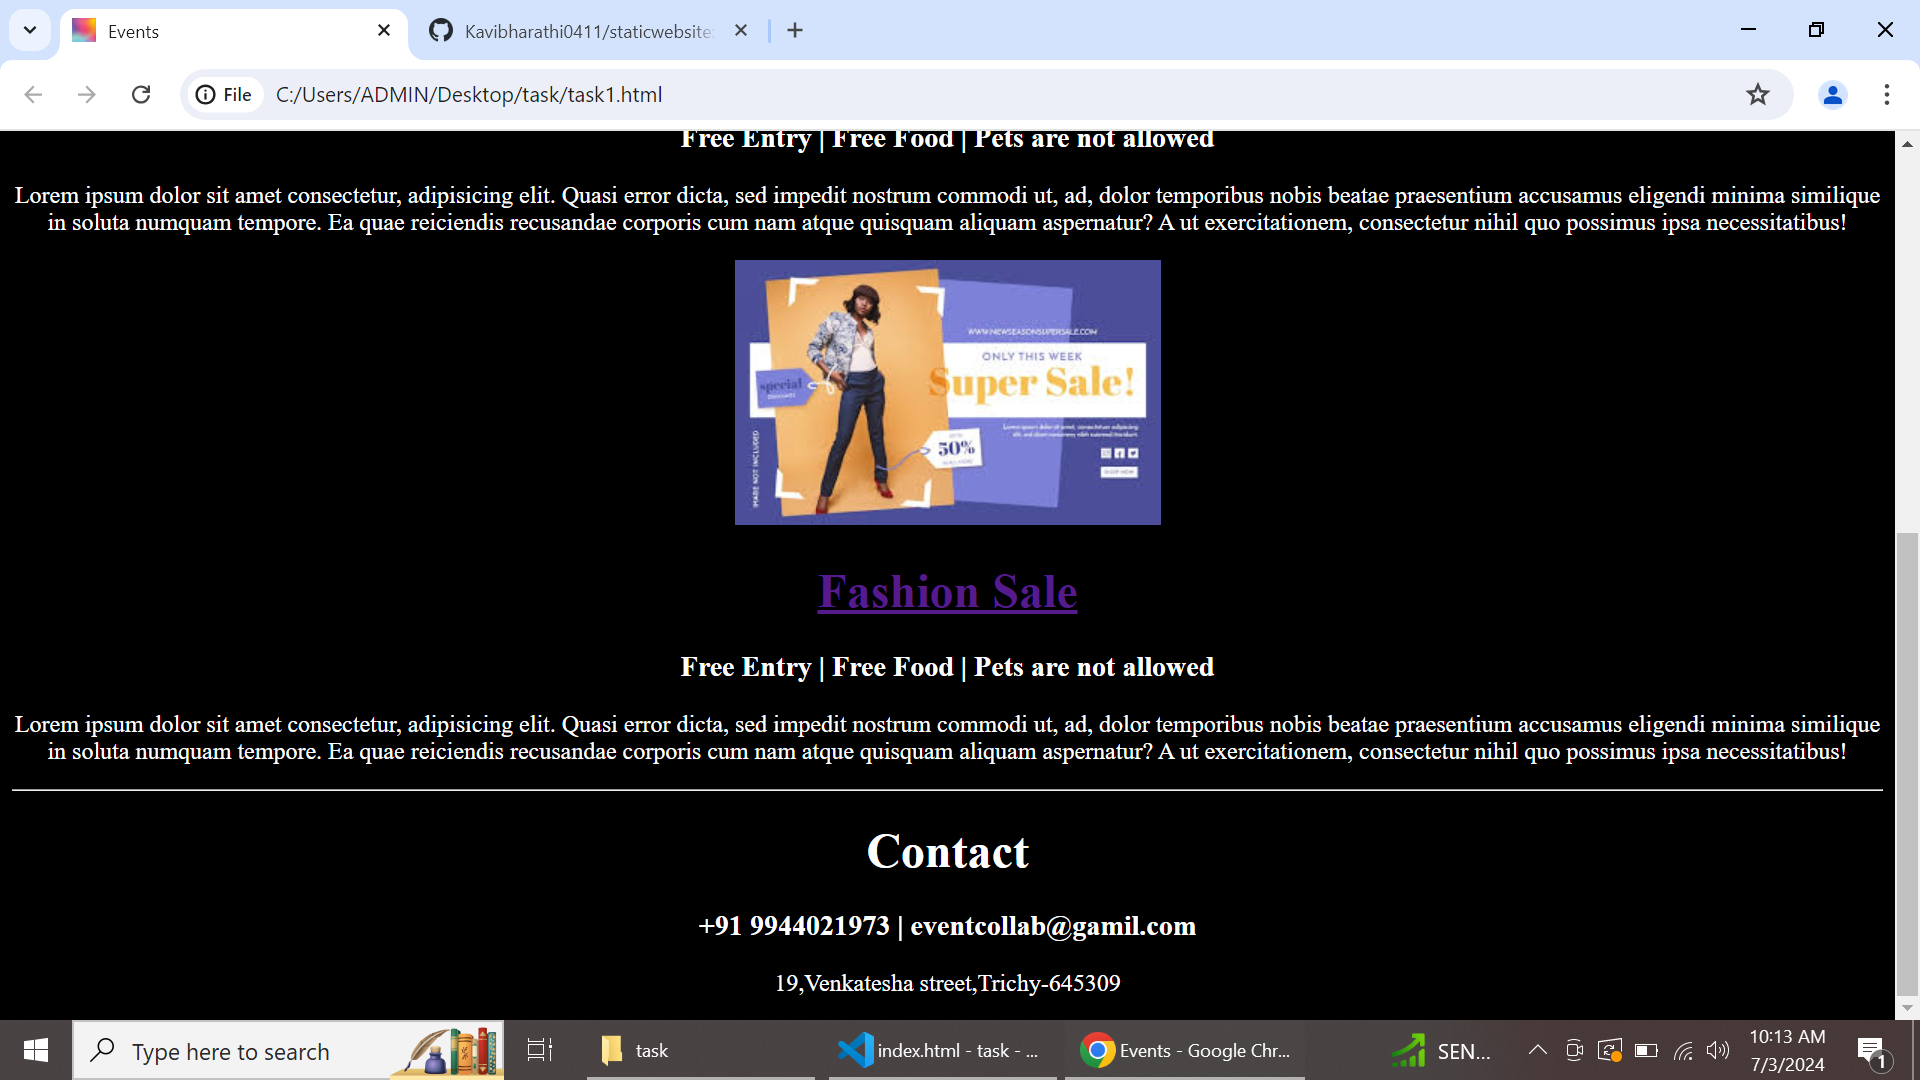 Events
Kavibharathi0411/staticwebsite
File
C:/Users/ADMIN/Desktop/task/task1.html
Free Entry | Free Food | Pets are not allowed
Lorem ipsum dolor sit amet consectetur, adipisicing elit. Quasi error dicta, sed impedit nostrum commodi ut, ad, dolor temporibus nobis beatae praesentium accusamus eligendi minima similique
in soluta numquam tempore. Ea quae reiciendis recusandae corporis cum nam atque quisquam aliquam aspernatur? A ut exercitationem, consectetur nihil quo possimus ipsa necessitatibus!
WWW.NEWSEASONSUPERSALE.COM
ONLY THIS WEEK
Super Sale!
special
50%
SHOP NOW
IMAGE NOT INCLUDED
Fashion Sale
Free Entry | Free Food | Pets are not allowed
Lorem ipsum dolor sit amet consectetur, adipisicing elit. Quasi error dicta, sed impedit nostrum commodi ut, ad, dolor temporibus nobis beatae praesentium accusamus eligendi minima similique
in soluta numquam tempore. Ea quae reiciendis recusandae corporis cum nam atque quisquam aliquam aspernatur? A ut exercitationem, consectetur nihil quo possimus ipsa necessitatibus!
Contact
+91 9944021973 | eventcollab@gamil.com
19,Venkatesha street,Trichy-645309
Type here to search
task
index.html - task - ...
Events - Google Chr...
SEN...
10:13 AM
7/3/2024
1